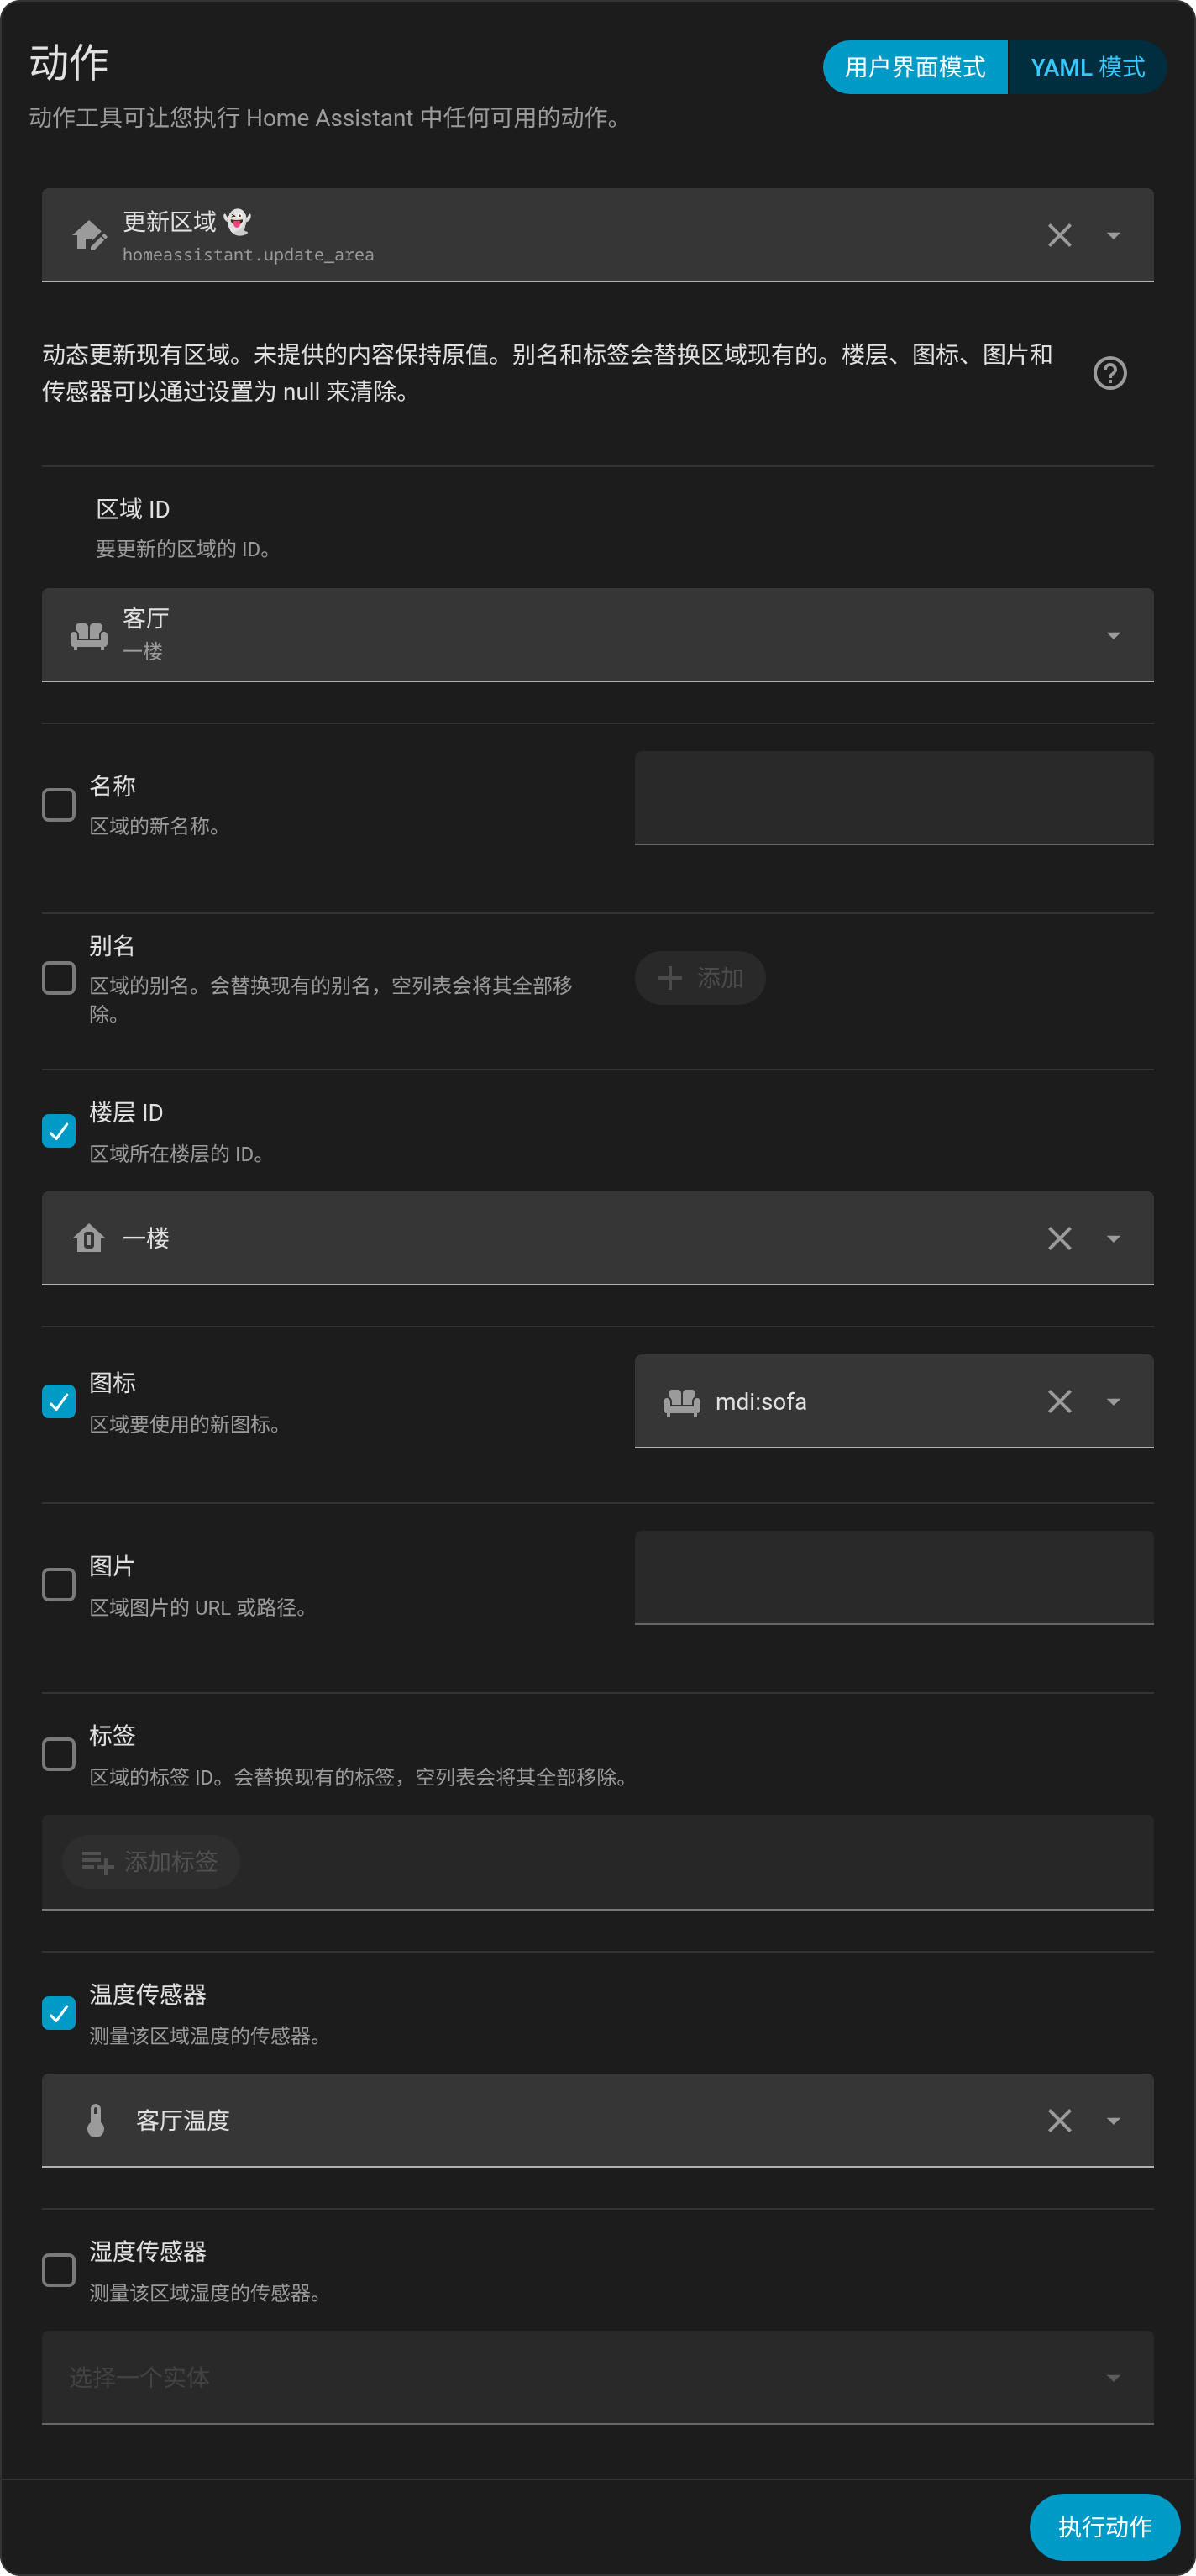 动作
用户界面模式
YAML 模式
动作工具可让您执行 Home Assistant 中任何可用的动作。
更新区域 👻
homeassistant.update_area
动态更新现有区域。未提供的内容保持原值。别名和标签会替换区域现有的。楼层、图标、图片和
传感器可以通过设置为 null 来清除。
区域 ID
要更新的区域的 ID。
客厅
一楼
名称
区域的新名称。
别名
区域的别名。会替换现有的别名，空列表会将其全部移
除。
添加
楼层 ID
区域所在楼层的 ID。
一楼
图标
区域要使用的新图标。
mdi:sofa
图片
区域图片的 URL 或路径。
标签
区域的标签 ID。会替换现有的标签，空列表会将其全部移除。
添加标签
温度传感器
测量该区域温度的传感器。
客厅温度
湿度传感器
测量该区域湿度的传感器。
选择一个实体
执行动作